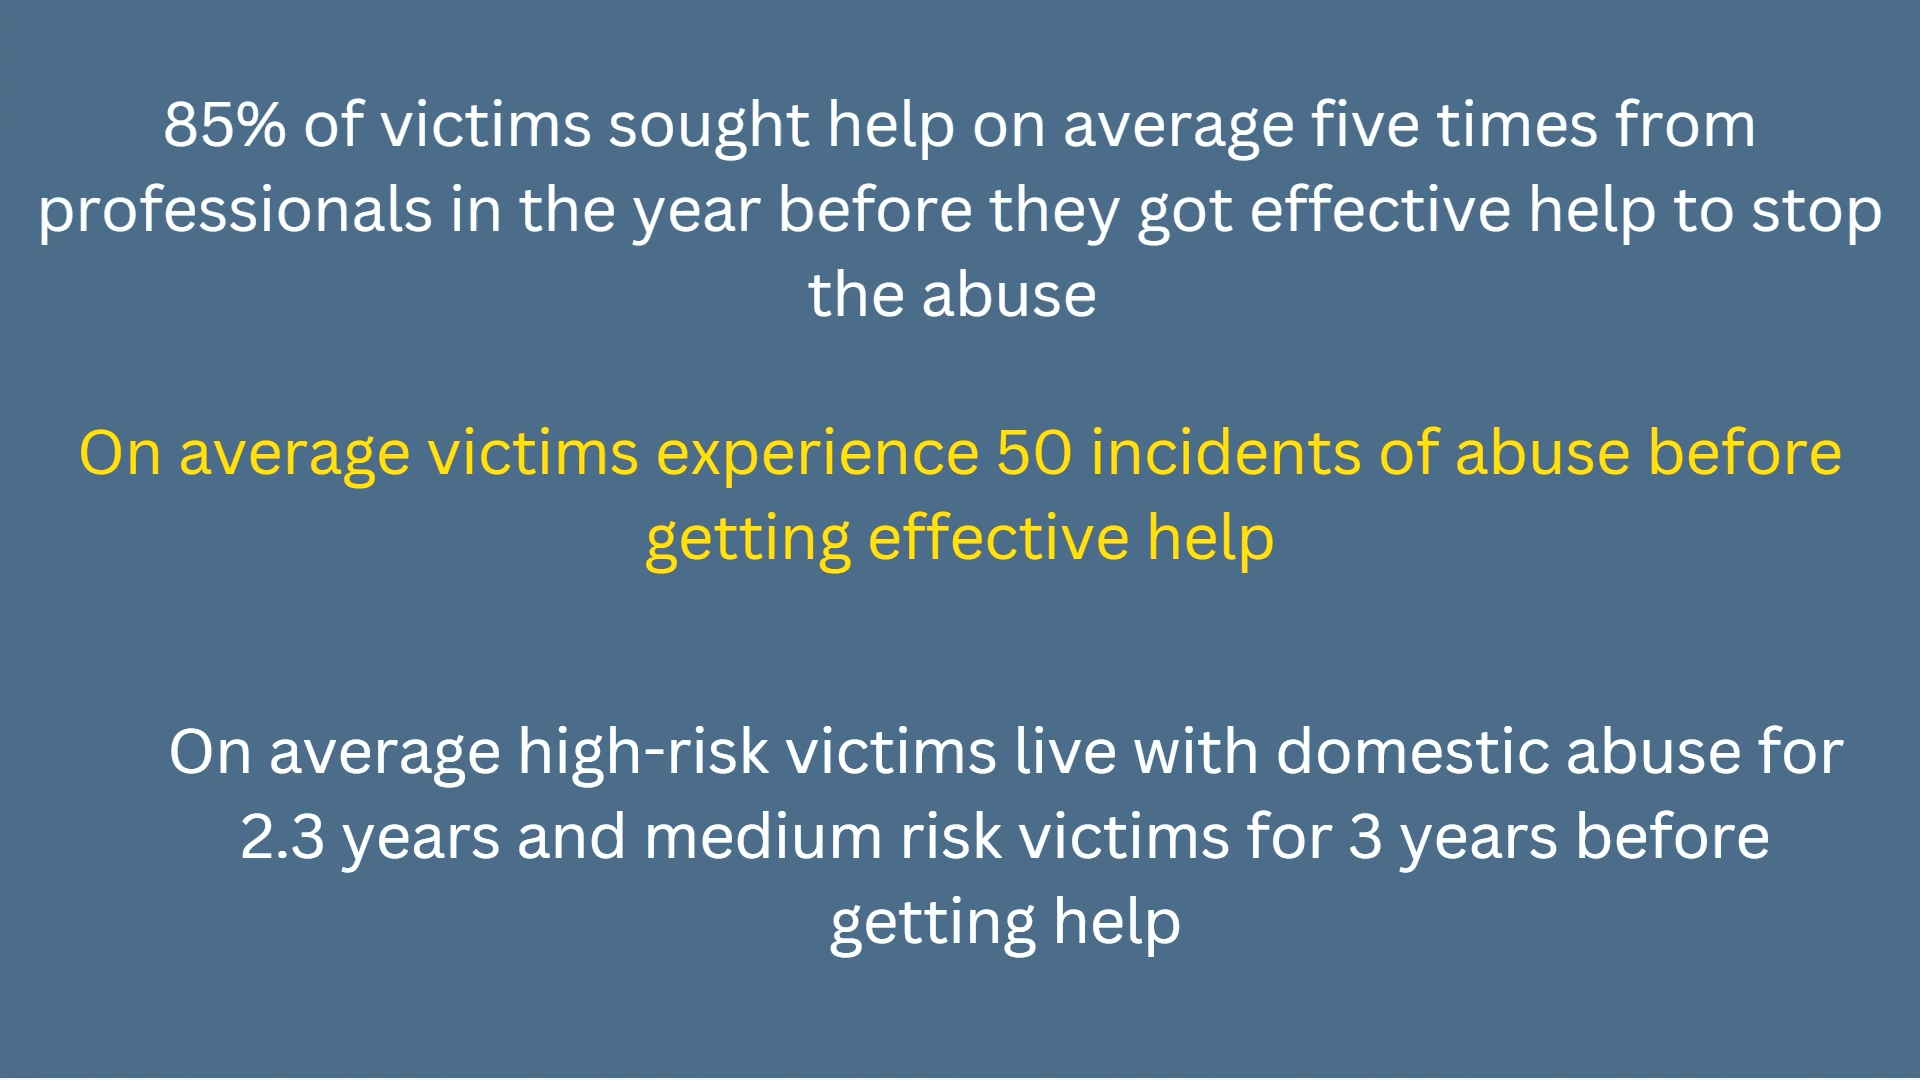 85% of victims sought help on average five times from
professionals in the year before they got effective help to stop
the abuse
On average victims experience 50 incidents of abuse before
getting effective help
On average high-risk victims live with domestic abuse for
2.3 years and medium risk victims for 3 years before
getting help